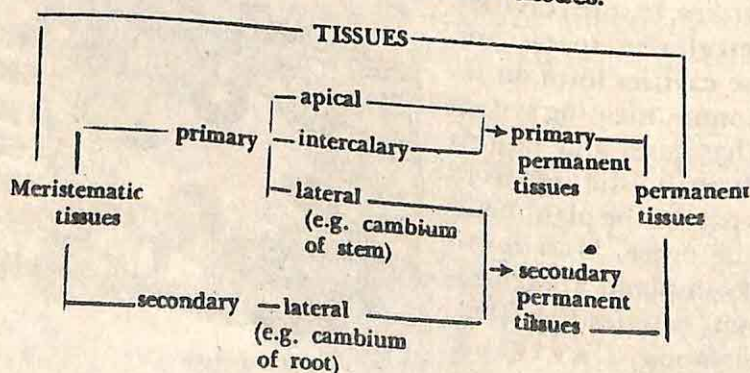 TISSUES
apical
primary
intercalary
primary
permanent
tissues
lateral
(e.g. cambium
of stem)
Meristematic
tissues
permanent
tissues
secondary
permanent
secondary
lateral
(e.g. cambium
of root)